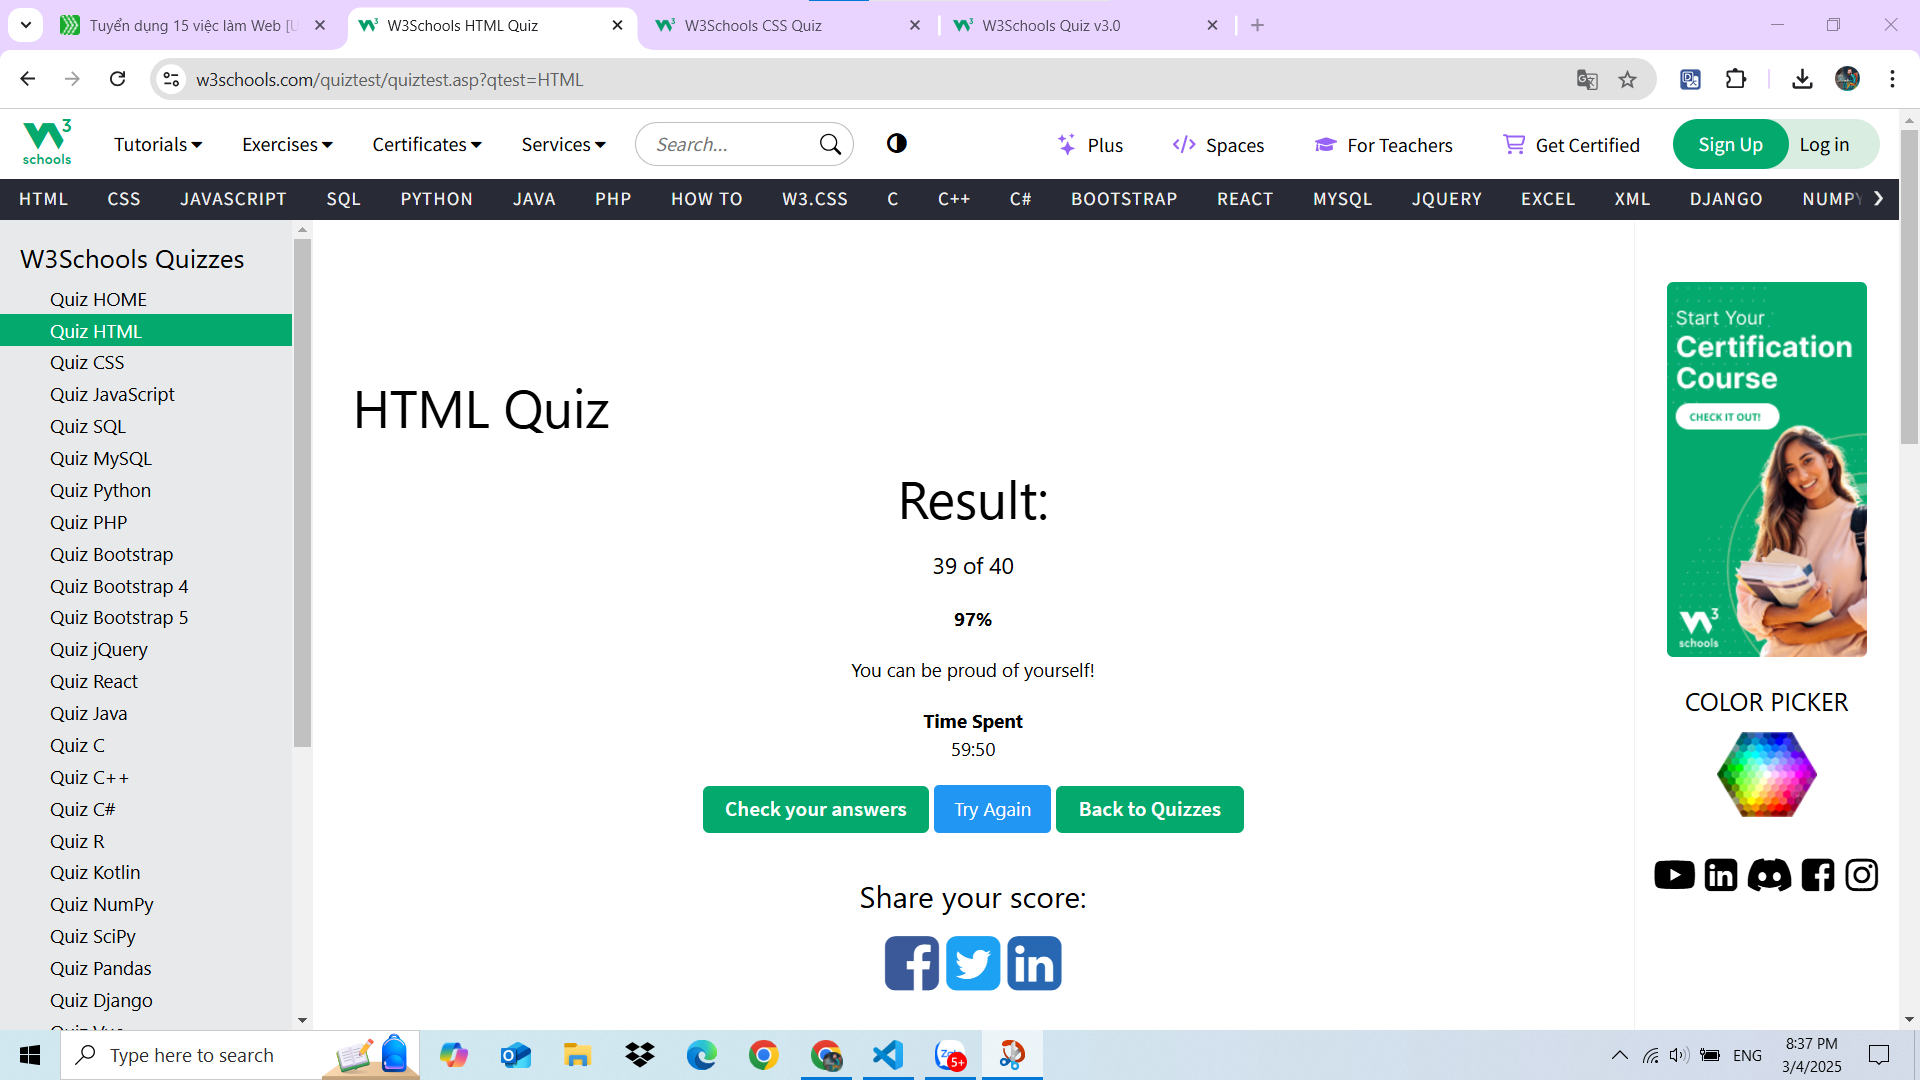 Tuyển dụng 15 việc làm Web [U
W3Schools HTML Quiz
W3Schools CSS Quiz
W3Schools Quiz v3.0
w3schools.com/quiztest/quiztest.asp?qtest=HTML
W3 schools
Tutorials
Exercises
Certificates
Services
Search...
Plus
Spaces
For Teachers
Get Certified
Sign Up
Log in
HTML CSS JAVASCRIPT SQL PYTHON JAVA PHP HOW TO W3.CSS C C++ C# BOOTSTRAP REACT MYSQL JQUERY EXCEL XML DJANGO NUMPY
W3Schools Quizzes
Quiz HOME
Quiz HTML
Quiz CSS
Quiz JavaScript
Quiz SQL
Quiz MySQL
Quiz Python
Quiz PHP
Quiz Bootstrap
Quiz Bootstrap 4
Quiz Bootstrap 5
Quiz jQuery
Quiz React
Quiz Java
Quiz C
Quiz C++
Quiz C#
Quiz R
Quiz Kotlin
Quiz NumPy
Quiz SciPy
Quiz Pandas
Quiz Django
HTML Quiz
Result:
39 of 40
97%
You can be proud of yourself!
Time Spent
59:50
Check your answers
Try Again
Back to Quizzes
Share your score:
Start Your
Certification
Course
CHECK IT OUT!
W3 schools
COLOR PICKER
Type here to search
5+
ENG
8:37 PM
3/4/2025